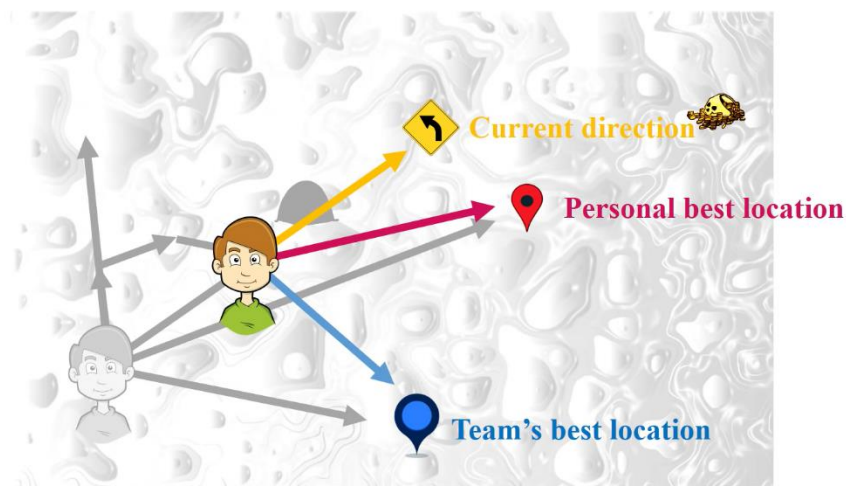 Current direction
Personal best location
Team’s best location